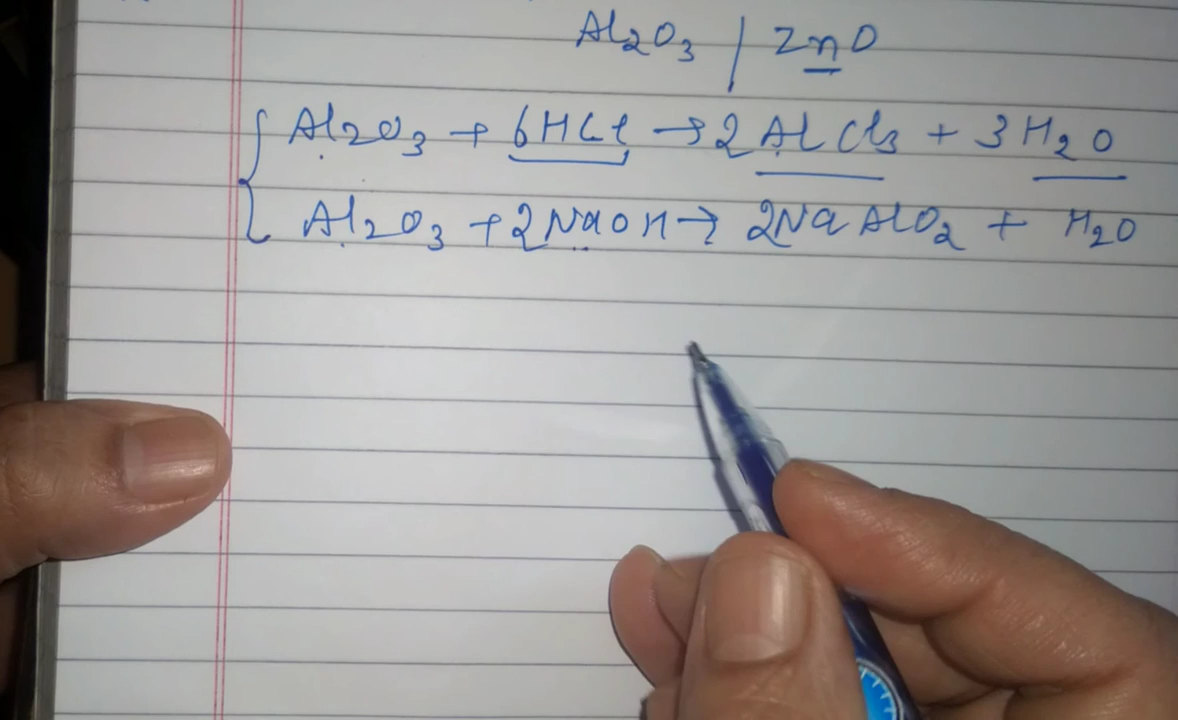 Al₂O₃ / ZnO
Al₂O₃ + 6HCl → 2AlCl₃ + 3H₂O
Al₂O₃ + 2NaOH → 2NaAlO₂ + H₂O